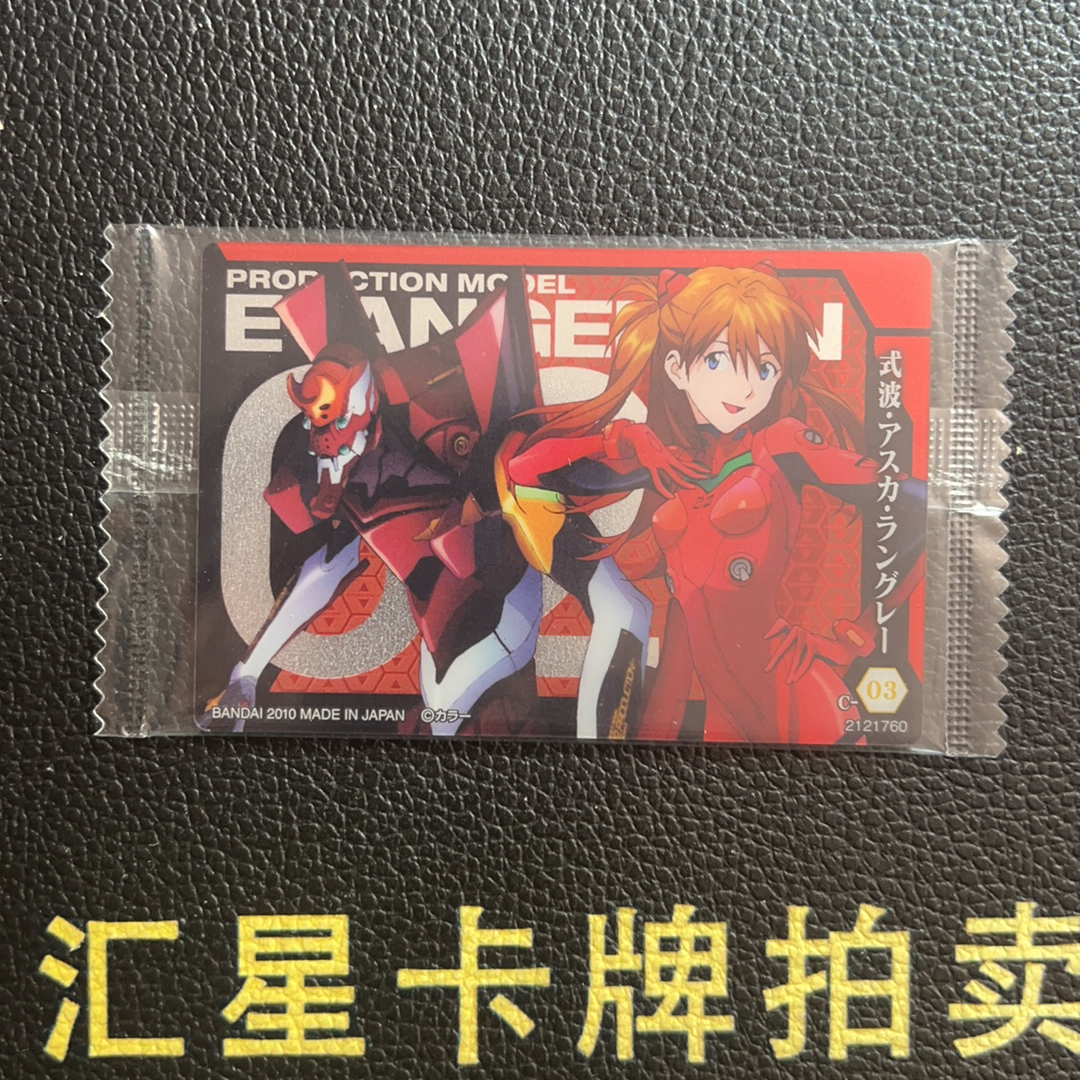 PRODUCTION MODEL
EVANGELION
02
式波・アスカ・ラングレー
C-03
2121760
BANDAI 2010 MADE IN JAPAN ©カラー
汇星卡牌拍卖